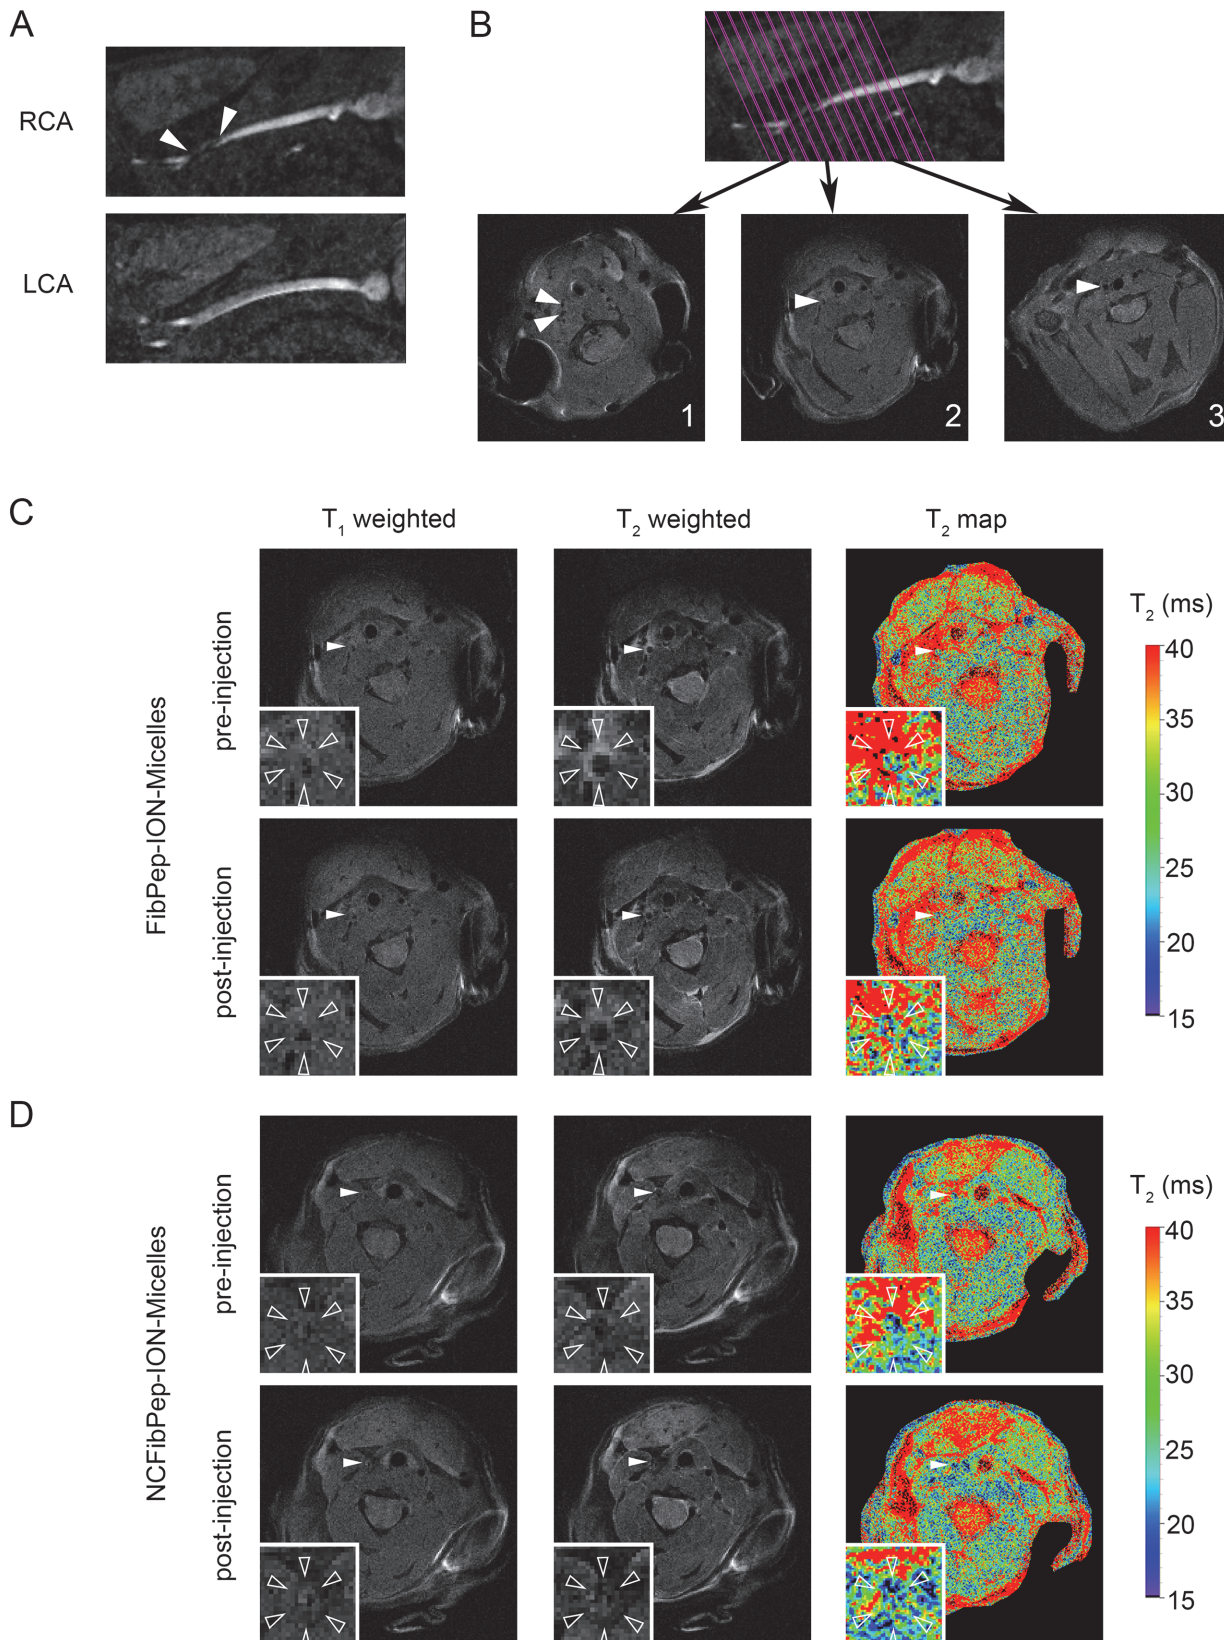 A
B
RCA
LCA
1
2
3
C
T₁ weighted
T₂ weighted
T₂ map
FibPep-ION-Micelles
pre-injection
post-injection
T₂ (ms)
40
35
30
25
20
15
D
NCFibPep-ION-Micelles
pre-injection
post-injection
T₂ (ms)
40
35
30
25
20
15